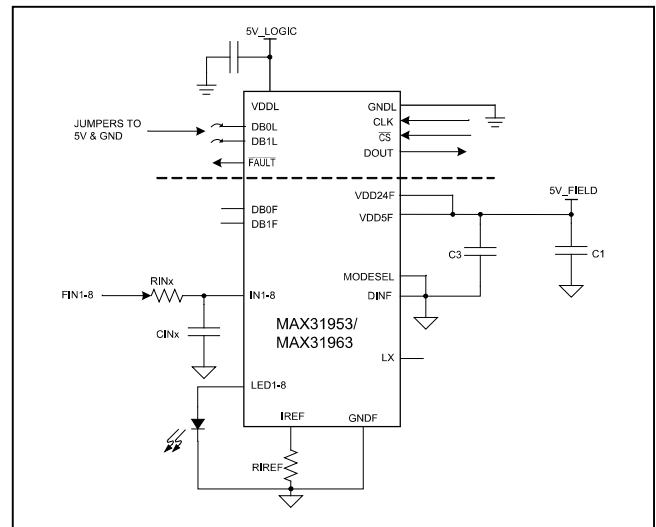 5V_LOGIC
VDDL
GNDL
JUMPERS TO
5V & GND
DB0L
DB1L
FAULT
CLK
CS
DOUT
VDD24F
5V_FIELD
DB0F
DB1F
VDD5F
C3
C1
RINx
MODESEL
FIN1-8
IN1-8
DINF
CINx
MAX31953/
MAX31963
LX
LED1-8
IREF
GNDF
RIREF